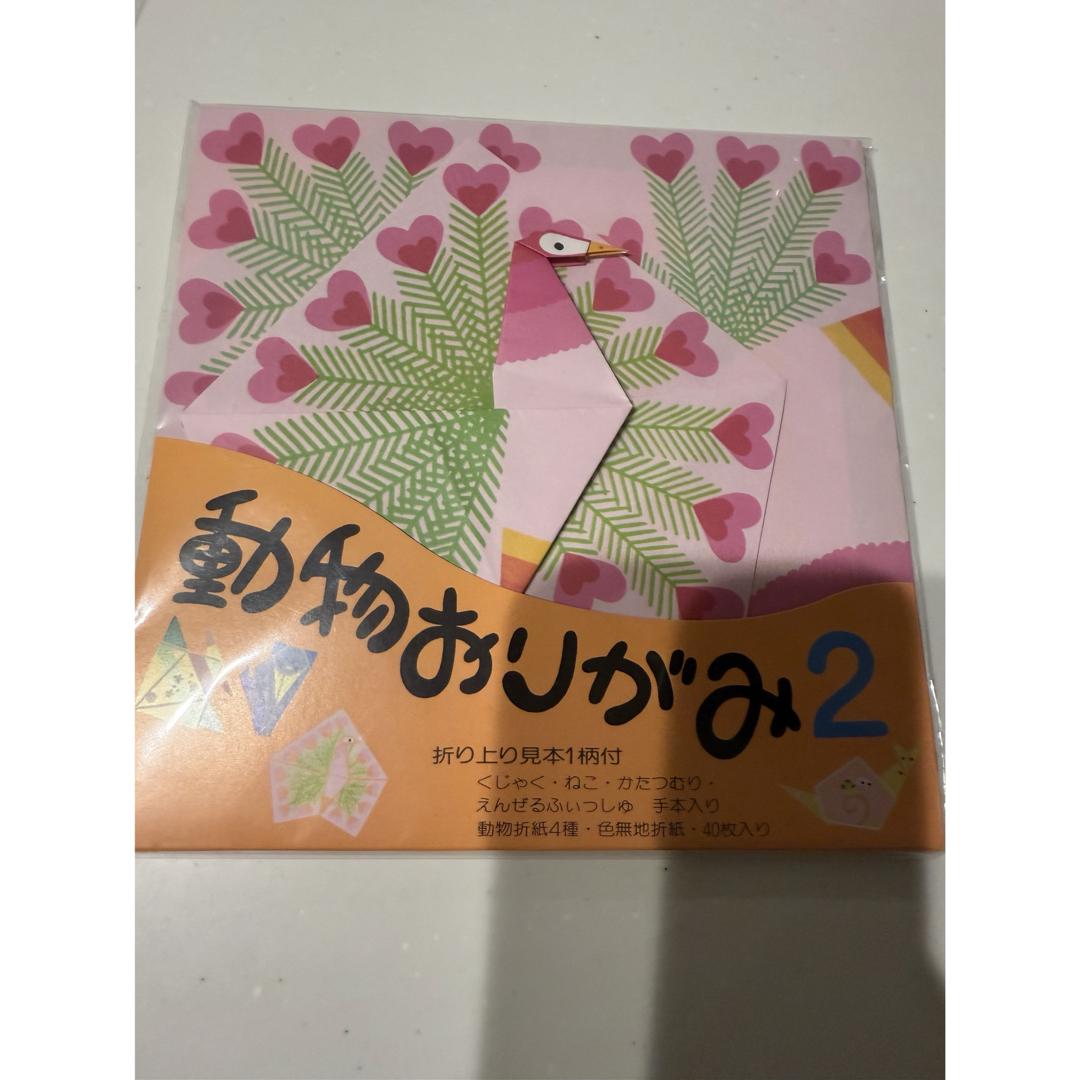 動物おりがみ2
折り上り見本1柄付
くじゃく・ねこ・かたつむり・
えんぜるふぃっしゅ 手本入り
動物折紙4種・色無地折紙・40枚入り